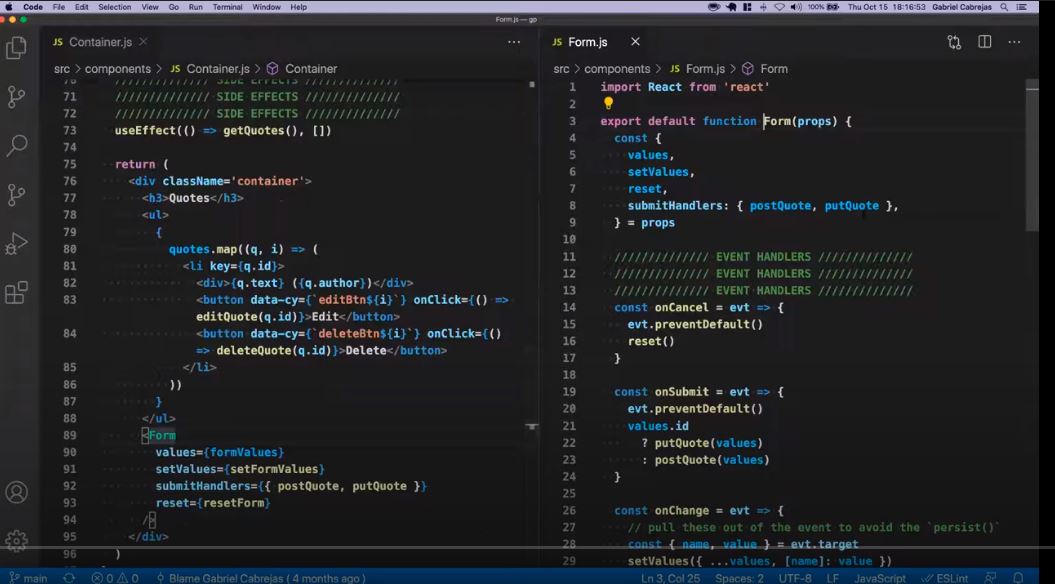 Code File Edit Selection View Go Run Terminal Window Help 100% Thu Oct 15 18:16:53 Gabriel Cabrejas
Form.js — gp
JS Container.js
src > components > JS Container.js > Container
70 ////////////// SIDE EFFECTS //////////////
71 ////////////// SIDE EFFECTS //////////////
72 ////////////// SIDE EFFECTS //////////////
73 useEffect(() => getQuotes(), [])
74
75 return (
76 <div className='container'>
77 <h3>Quotes</h3>
78 <ul>
79 {
80 quotes.map((q, i) => (
81 <li key={q.id}>
82 <div>{q.text} ({q.author})</div>
83 <button data-cy={`editBtn${i}`} onClick={() =>
editQuote(q.id)}>Edit</button>
84 <button data-cy={`deleteBtn${i}`} onClick={()
=> deleteQuote(q.id)}>Delete</button>
85 </li>
86 ))
87 }
88 </ul>
89 <Form
90 values={formValues}
91 setValues={setFormValues}
92 submitHandlers={{ postQuote, putQuote }}
93 reset={resetForm}
94 />
95 </div>
96 )
JS Form.js
src > components > JS Form.js > Form
1 import React from 'react'
2
3 export default function Form(props) {
4 const {
5 values,
6 setValues,
7 reset,
8 submitHandlers: { postQuote, putQuote },
9 } = props
10
11 ////////////// EVENT HANDLERS //////////////
12 ////////////// EVENT HANDLERS //////////////
13 ////////////// EVENT HANDLERS //////////////
14 const onCancel = evt => {
15 evt.preventDefault()
16 reset()
17 }
18
19 const onSubmit = evt => {
20 evt.preventDefault()
21 values.id
22 ? putQuote(values)
23 : postQuote(values)
24 }
25
26 const onChange = evt => {
27 // pull these out of the event to avoid the `persist()`
28 const { name, value } = evt.target
29 setValues({ ...values, [name]: value })
main 0 0 Blame Gabriel Cabrejas ( 4 months ago ) Ln 3, Col 25 Spaces: 2 UTF-8 LF JavaScript ESLint